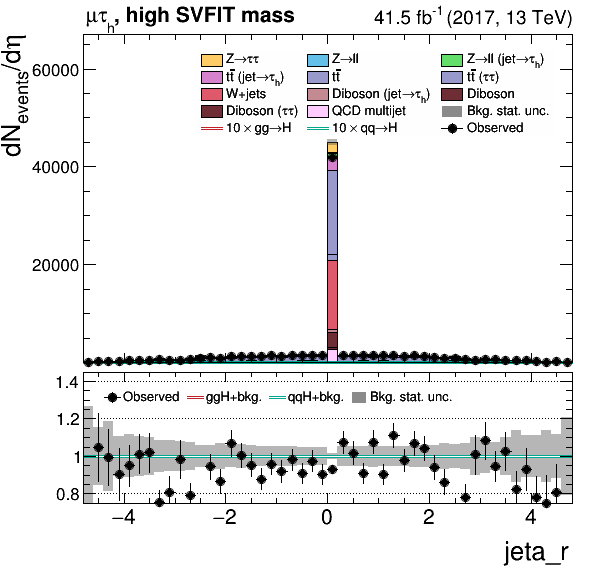 μτh, high SVFIT mass 41.5 fb⁻¹ (2017, 13 TeV)
dNevents/dη
60000
40000
20000
Z→ττ Z→ll Z→ll (jet→τh)
tt̄ (jet→τh) tt̄ tt̄ (ττ)
W+jets Diboson (jet→τh) Diboson
Diboson (ττ) QCD multijet Bkg. stat. unc.
10 × gg→H 10 × qq→H Observed
1.4
1.2
1
0.8
Observed ggH+bkg. qqH+bkg. Bkg. stat. unc.
−4 −2 0 2 4
jeta_r